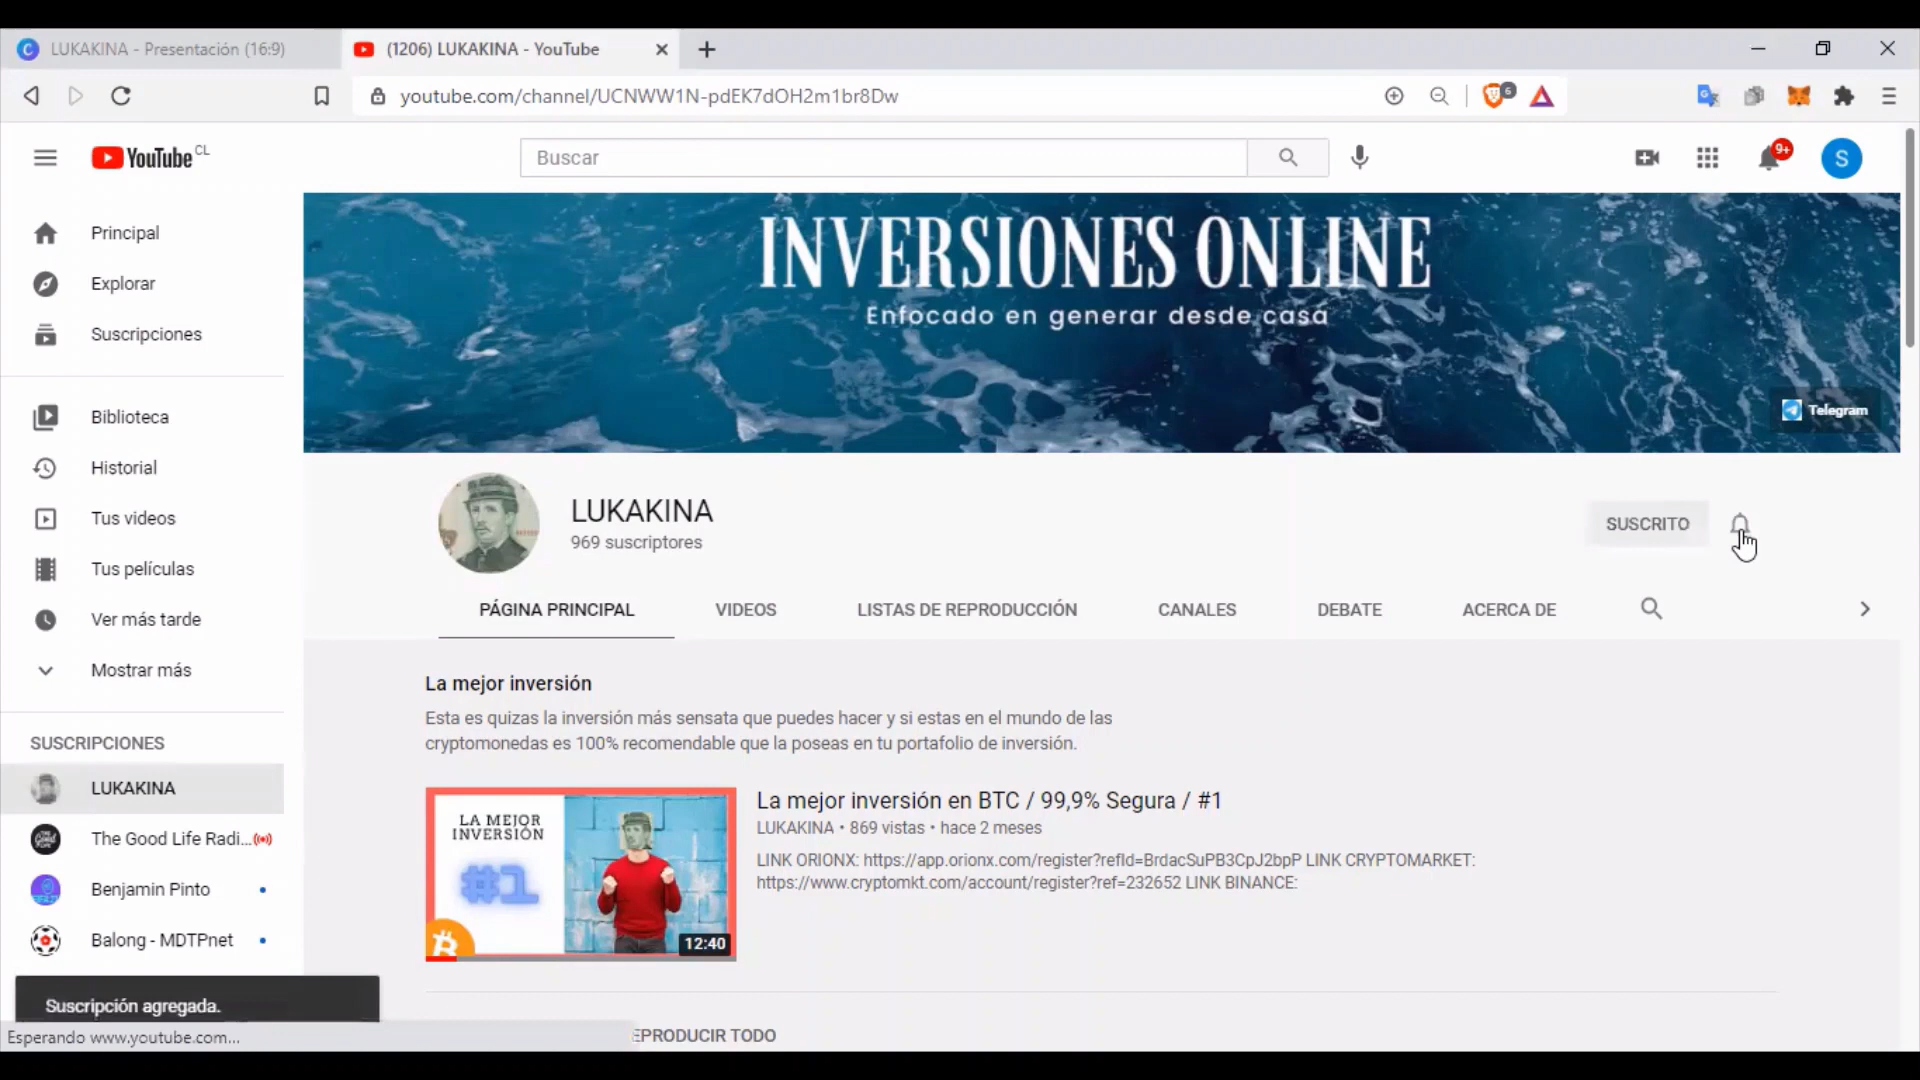 LUKAKINA - Presentación (16:9)
(1206) LUKAKINA - YouTube
youtube.com/channel/UCNWW1N-pdEK7dOH2m1br8Dw
6
YouTube CL
Buscar
9+
S
Principal
Explorar
Suscripciones
Biblioteca
Historial
Tus videos
Tus películas
Ver más tarde
Mostrar más
SUSCRIPCIONES
LUKAKINA
The Good Life Radi...
Benjamin Pinto
Balong - MDTPnet
Suscripción agregada.
Esperando www.youtube.com...
INVERSIONES ONLINE
Enfocado en generar desde casa
Telegram
LUKAKINA
969 suscriptores
SUSCRITO
PÁGINA PRINCIPAL
VIDEOS
LISTAS DE REPRODUCCIÓN
CANALES
DEBATE
ACERCA DE
La mejor inversión
Esta es quizas la inversión más sensata que puedes hacer y si estas en el mundo de las
cryptomonedas es 100% recomendable que la poseas en tu portafolio de inversión.
LA MEJOR
INVERSIÓN
#1
12:40
La mejor inversión en BTC / 99,9% Segura / #1
LUKAKINA • 869 vistas • hace 2 meses
LINK ORIONX: https://app.orionx.com/register?refId=BrdacSuPB3CpJ2bpP LINK CRYPTOMARKET:
https://www.cryptomkt.com/account/register?ref=232652 LINK BINANCE:
EPRODUCIR TODO